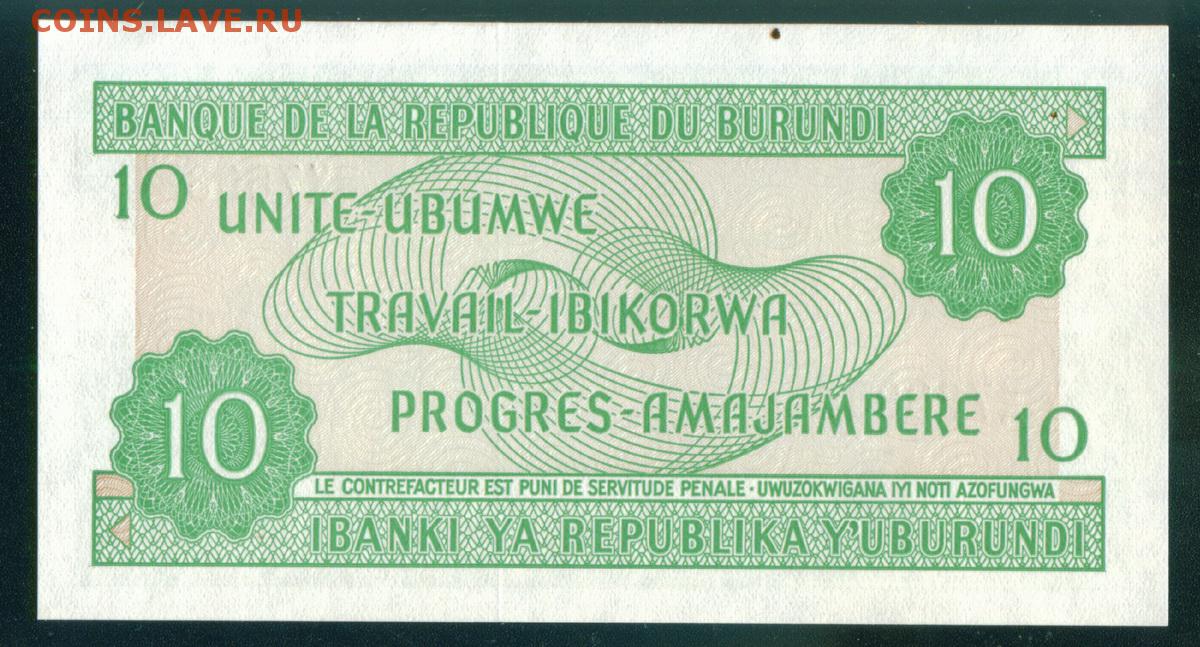 COINS.LAVE.RU
BANQUE DE LA REPUBLIQUE DU BURUNDI
10
UNITE-UBUMWE
10
TRAVAIL-IBIKORWA
PROGRES-AMAJAMBERE
10
10
LE CONTREFACTEUR EST PUNI DE SERVITUDE PENALE · UWUZOKWIGANA IYI NOTI AZOFUNGWA
IBANKI YA REPUBLIKA Y'UBURUNDI